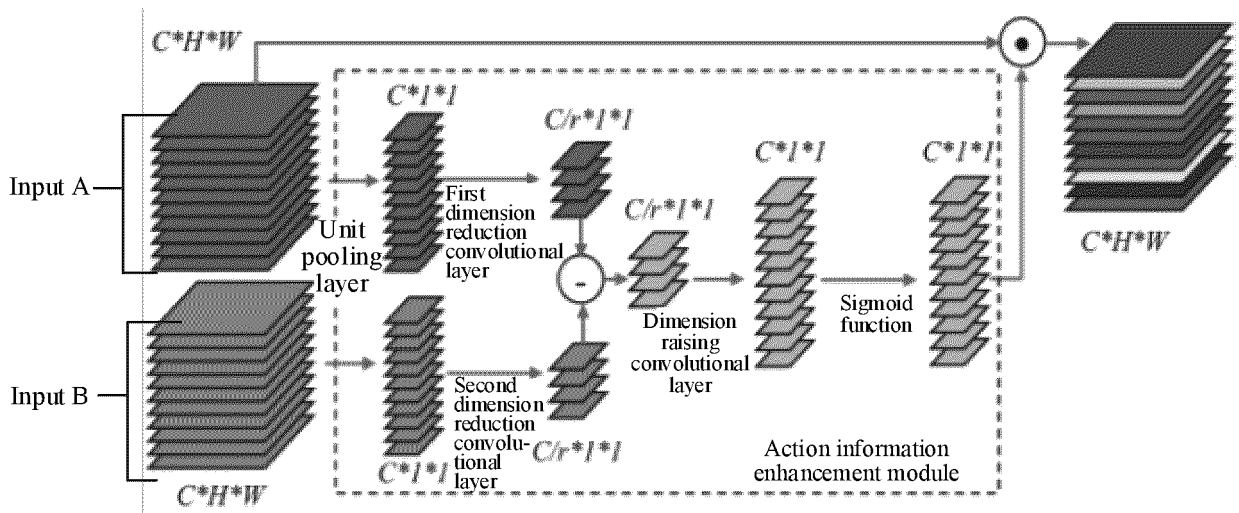 C*H*W
Input A
Unit
pooling
layer
C*1*1
First
dimension
reduction
convolutional
layer
C/r*1*1
-
C/r*1*1
Dimension
raising
convolutional
layer
C*1*1
Sigmoid
function
C*1*1
C*H*W
Input B
C*H*W
C*1*1
Second
dimension
reduction
convolu-
tional
layer
C/r*1*1
Action information
enhancement module